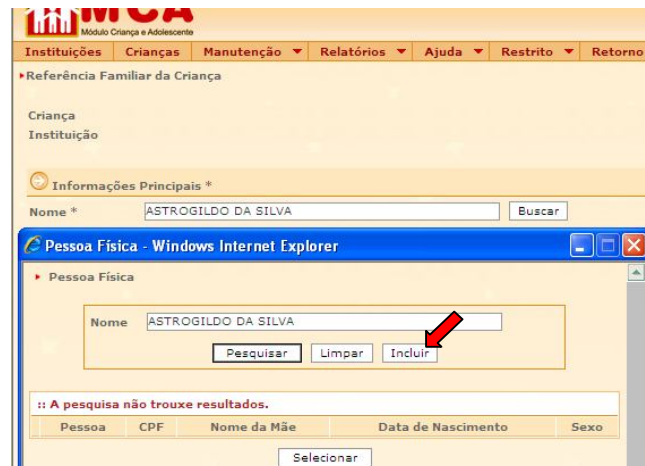 MCA
Módulo Criança e Adolescente
Instituições Crianças Manutenção Relatórios Ajuda Restrito Retorno
Referência Familiar da Criança
Criança
Instituição
Informações Principais *
Nome * ASTROGILDO DA SILVA Buscar
Pessoa Física - Windows Internet Explorer
Pessoa Física
Nome ASTROGILDO DA SILVA
Pesquisar Limpar Incluir
:: A pesquisa não trouxe resultados.
Pessoa CPF Nome da Mãe Data de Nascimento Sexo
Selecionar